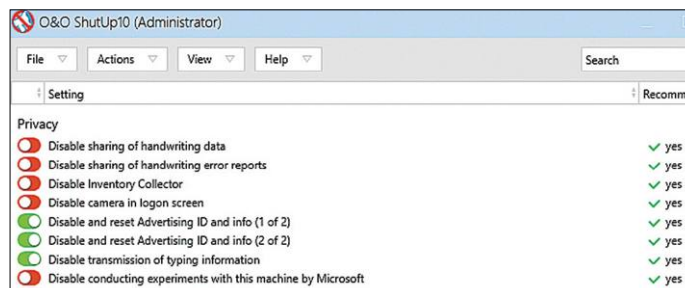 O&O ShutUp10 (Administrator)
File Actions View Help Search
Setting Recomm
Privacy
Disable sharing of handwriting data yes
Disable sharing of handwriting error reports yes
Disable Inventory Collector yes
Disable camera in logon screen yes
Disable and reset Advertising ID and info (1 of 2) yes
Disable and reset Advertising ID and info (2 of 2) yes
Disable transmission of typing information yes
Disable conducting experiments with this machine by Microsoft yes